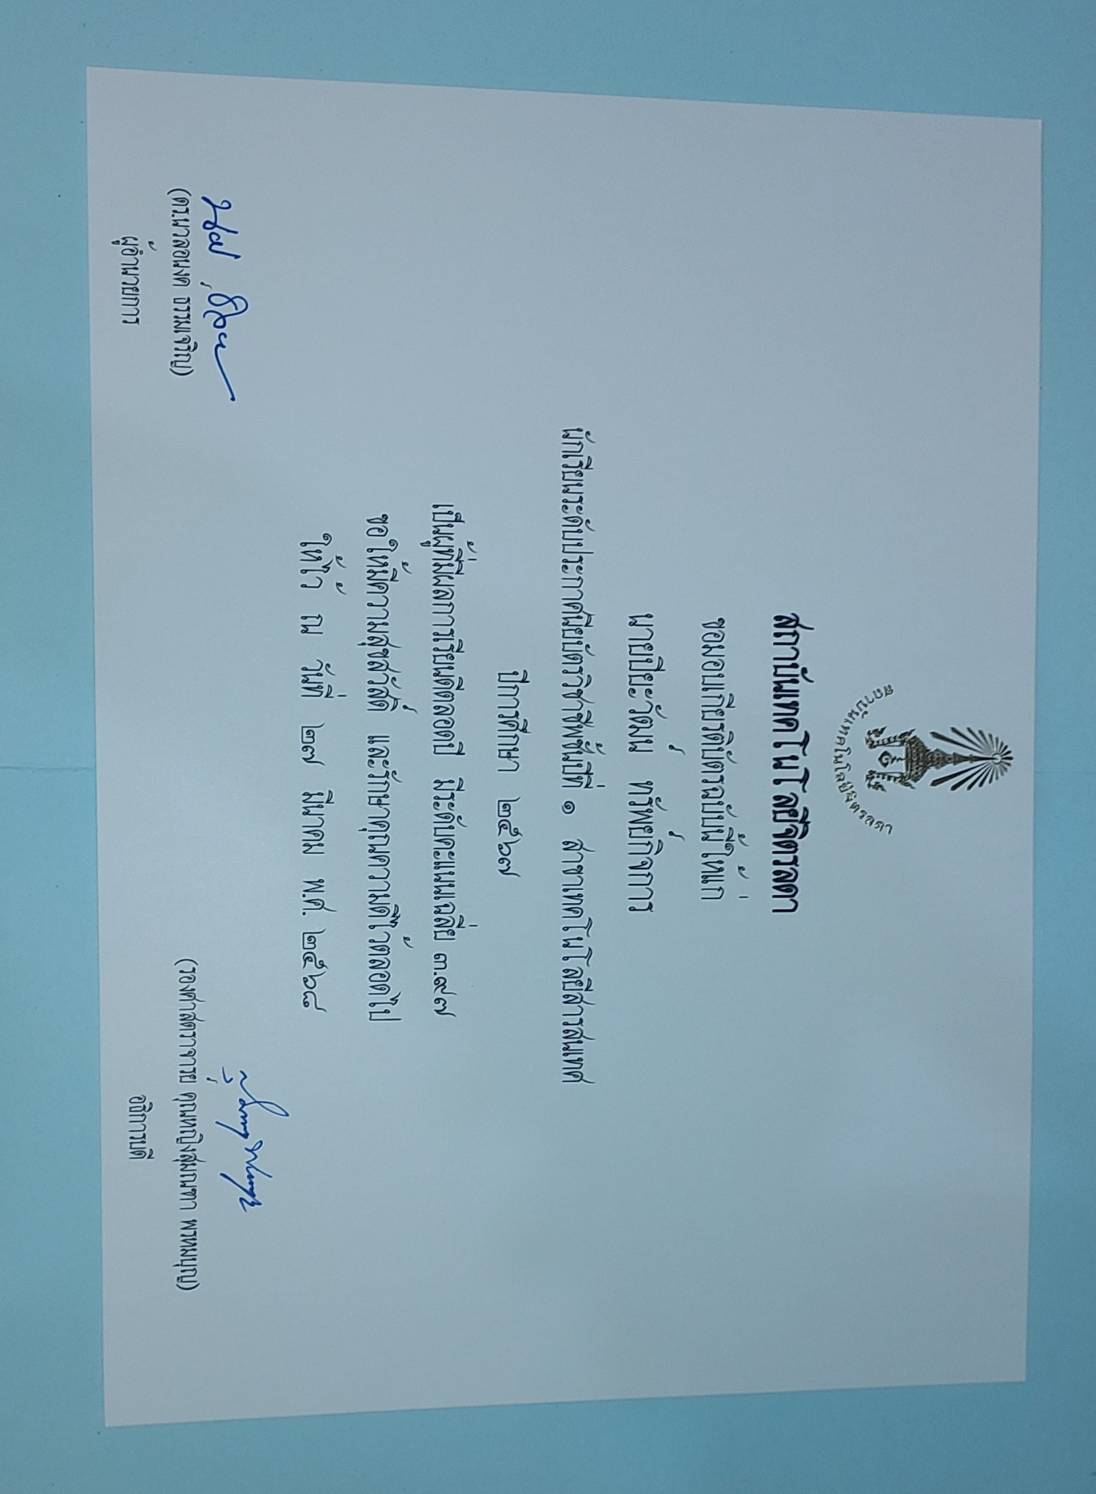 สถาบันเทคโนโลยีจิตรลดา
สถาบันเทคโนโลยีจิตรลดา
ขอมอบเกียรติบัตรฉบับนี้ให้แก่
นายปิยะวัฒน์ ทรัพย์กิจการ
นักเรียนระดับประกาศนียบัตรวิชาชีพชั้นปีที่ ๑ สาขาเทคโนโลยีสารสนเทศ
ปีการศึกษา ๒๕๖๗
เป็นผู้ที่มีผลการเรียนดีตลอดปี มีระดับคะแนนเฉลี่ย ๓.๙๗
ขอให้มีความสุขสวัสดิ์ และรักษาคุณความดีไว้ตลอดไป
ให้ไว้ ณ วันที่ ๒๗ มีนาคม พ.ศ. ๒๕๖๘
ธรรมเจริญ)
ผู้อำนวยการ
(รองศาสตราจารย์ คุณหญิงสุมณฑา พรหมบุญ)
อธิการบดี